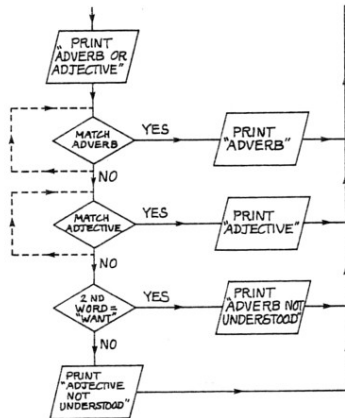 PRINT
"ADVERB OR
ADJECTIVE"
MATCH
ADVERB
YES
PRINT
"ADVERB"
NO
MATCH
ADJECTIVE
YES
PRINT
"ADJECTIVE"
NO
2 ND
WORD =
"WANT"
YES
PRINT
"ADVERB NOT
UNDERSTOOD"
NO
PRINT
"ADJECTIVE
NOT
UNDERSTOOD"